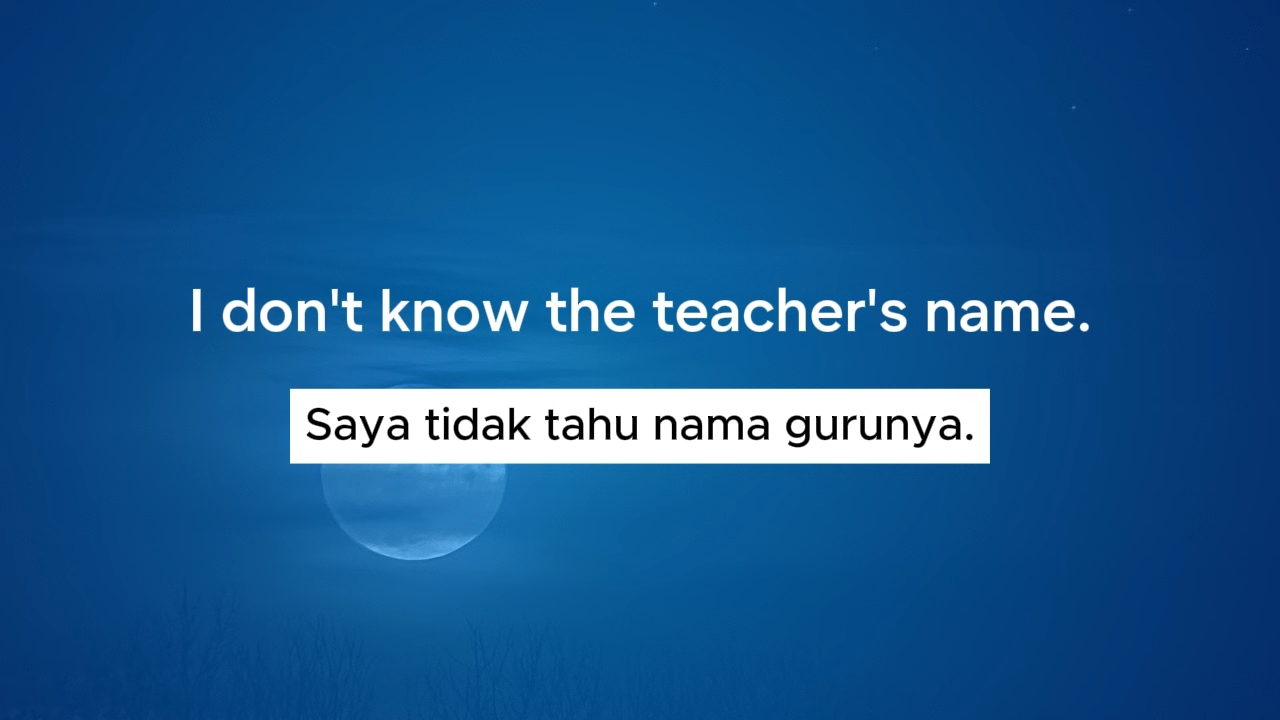 I don't know the teacher's name.
Saya tidak tahu nama gurunya.